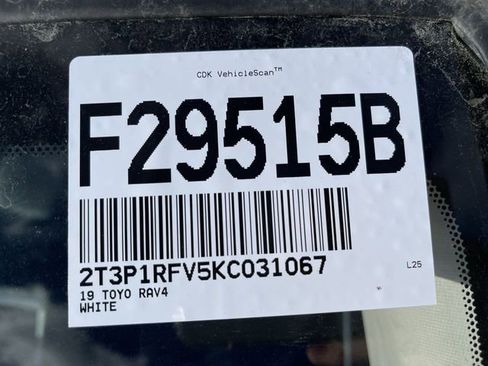 CDK VehicleScan™
F29515B
2T3P1RFV5KC031067
L25
19 TOYO RAV4
WHITE